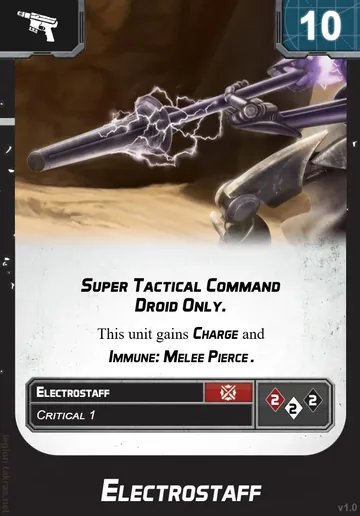 10
SUPER TACTICAL COMMAND
DROID ONLY.
This unit gains CHARGE and
IMMUNE: MELEE PIERCE.
ELECTROSTAFF
CRITICAL 1
2 2 2
ELECTROSTAFF
v1.0